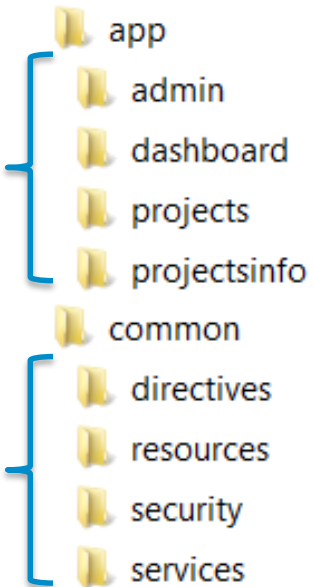 app
admin
dashboard
projects
projectsinfo
common
directives
resources
security
services